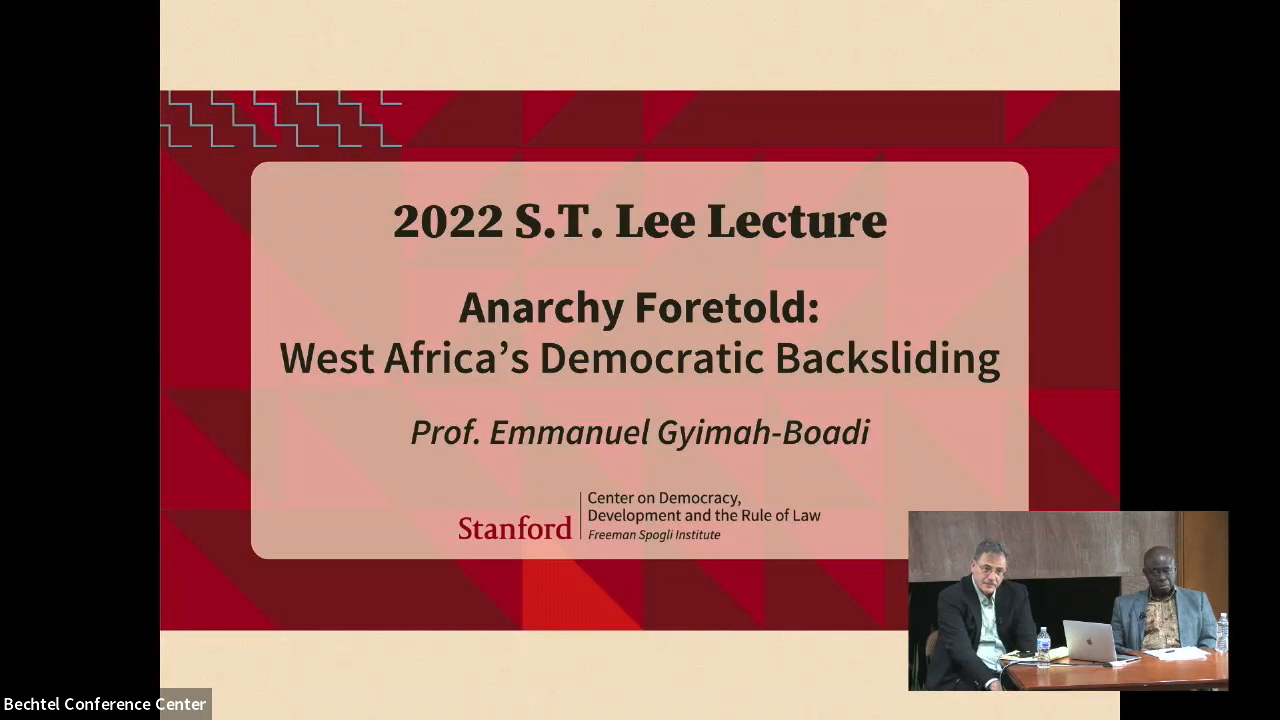 2022 S.T. Lee Lecture
Anarchy Foretold:
West Africa's Democratic Backsliding
Prof. Emmanuel Gyimah-Boadi
Stanford
Center on Democracy,
Development and the Rule of Law
Freeman Spogli Institute
Bechtel Conference Center